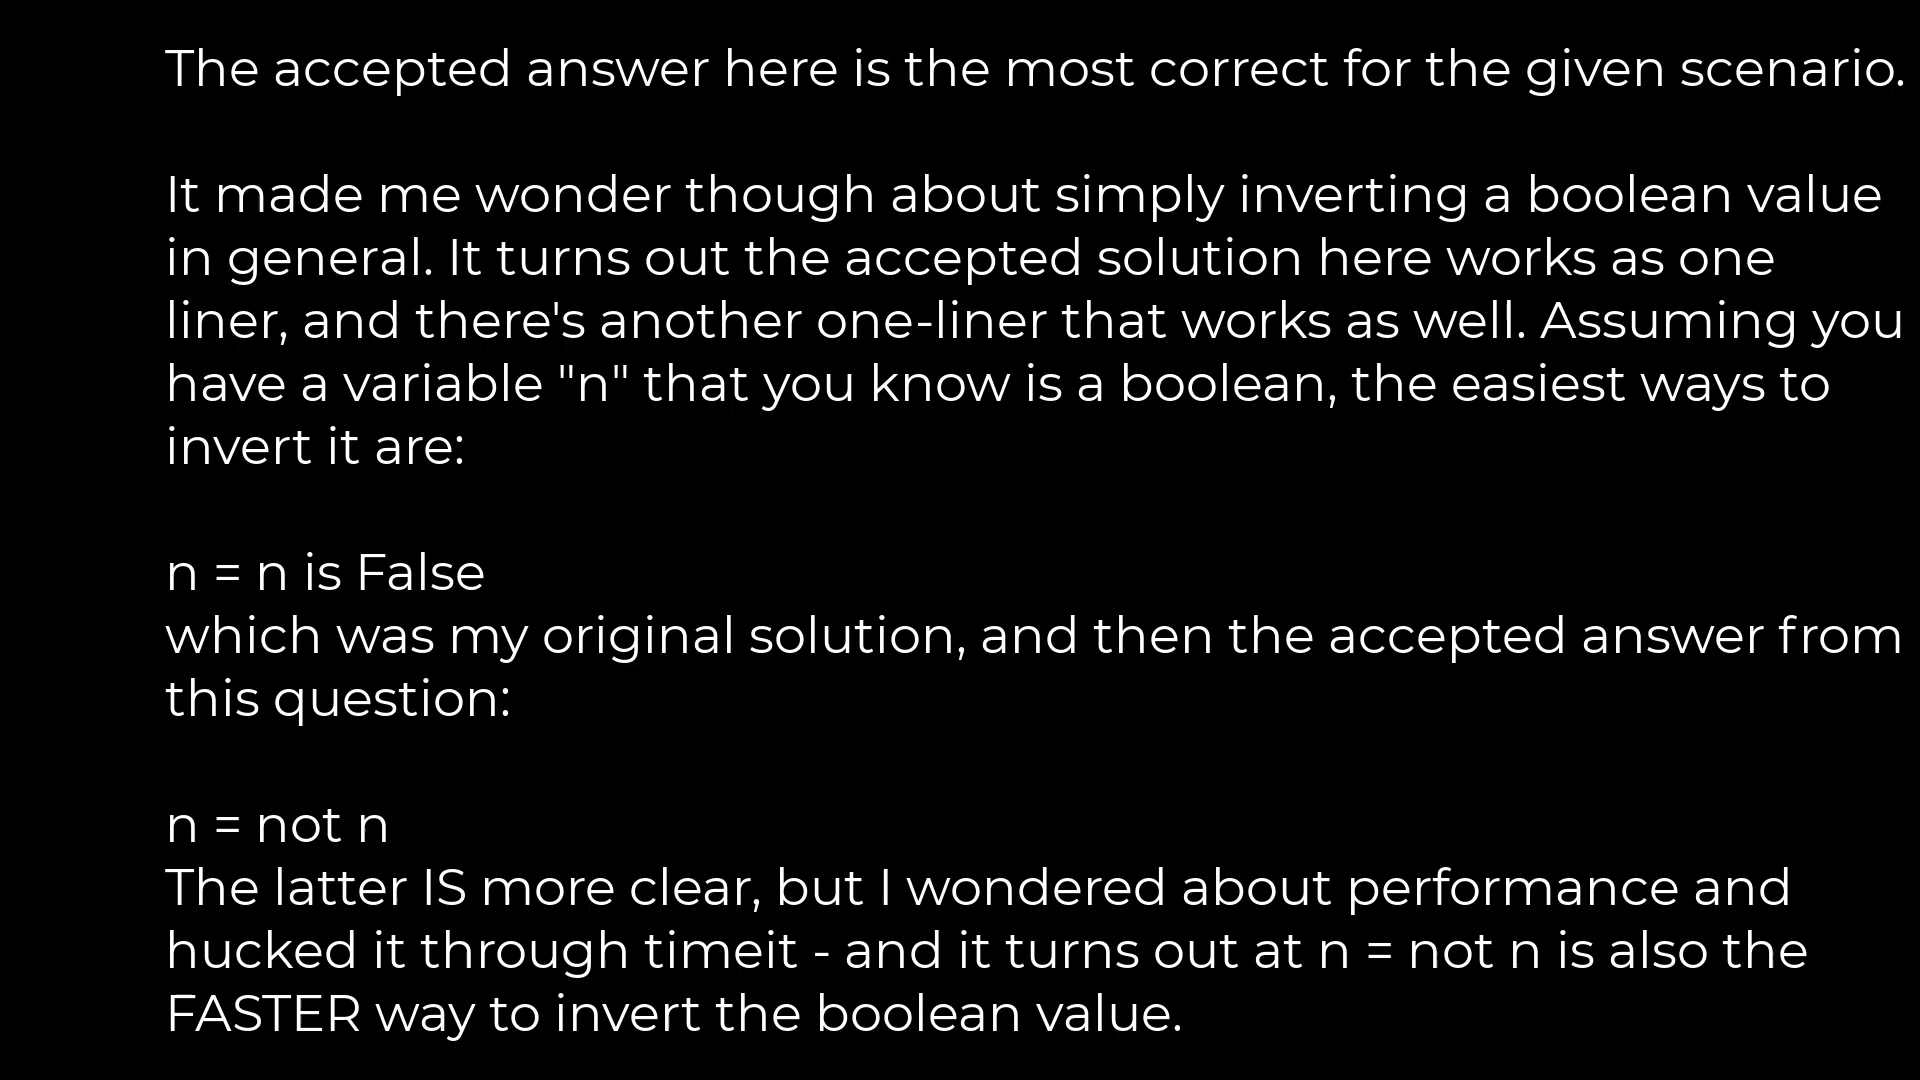 The accepted answer here is the most correct for the given scenario.
It made me wonder though about simply inverting a boolean value
in general. It turns out the accepted solution here works as one
liner, and there's another one-liner that works as well. Assuming you
have a variable "n" that you know is a boolean, the easiest ways to
invert it are:
n = n is False
which was my original solution, and then the accepted answer from
this question:
n = not n
The latter IS more clear, but I wondered about performance and
hucked it through timeit - and it turns out at n = not n is also the
FASTER way to invert the boolean value.